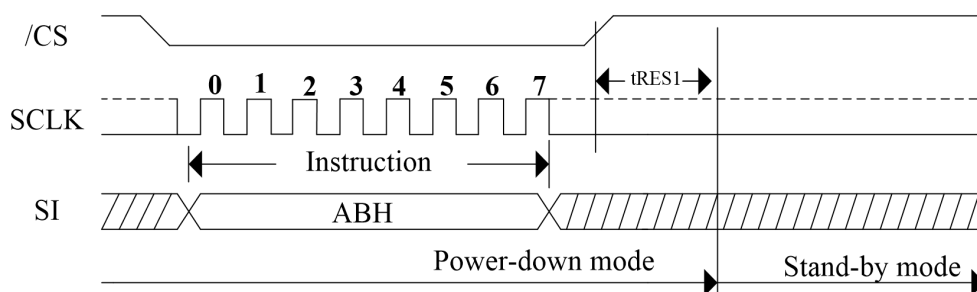 /CS
tRES1
0 1 2 3 4 5 6 7
SCLK
Instruction
SI
ABH
Power-down mode
Stand-by mode